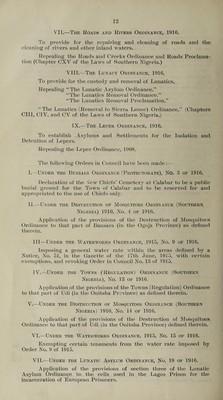 12
VII.—The Roads and Rivers Ordinance, 1916.
To provide for the repairing and cleaning of roads and the
cleaning of rivers and other inland waters.
Repealing the Roads and Creeks Ordinance and Roads Proclama-
tion (Chapter CXV of the Laws of Southern Nigeria.)
VIII.—The Lunacy Ordinance, 1916.
To provide for the custody and removal of Lunatics.
Repealing "The Lunatic Asylum Ordinance."
"The Lunatics Removal Ordinance."
"The Lunatics Removal Proclamation."
"The Lunatics (Removal to Sierra Leone) Ordinance." (Chapters
CIII, CIV, and CV of the Laws of Southern Nigeria.)
IX.—The Leper Ordinance, 1916.
To establish Asylums and Settlements for the Isolation and
Detention of Lepers.
Repealing the Leper Ordinance, 1908.
The following Orders in Council have been made:—
I.—Under the Burials Ordinance (Protectorate), No. 3 of 1916.
Declaration of the new Chiefs' Cemetery at Calabar to be a public
burial ground for the Town of Calabar and to be reserved for and
appropriated to the use of Chiefs only.
II.—Under the Destruction of Mosquitoes Ordinance (Southern
Nigeria) 1916, No. 4 of 1916.
Application of the provisions of the Destruction of Mosquitoes
Ordinance to that part of Bansara (in the Ogoja Province) as defined
therein.
III—Under the Waterworks Ordinance, 1915, No. 9 of 1916.
Imposing a general water rate within the areas defined by a
Notice, No. 52, in the Gazette of the 17th June, 1915, with certain
exemptions, and revoking Order in Council No. 12 of 1915.
IV.—Under the Towns (Regulation) Ordinance (Southern
Nigeria), No. 13 of 1916.
Application of the provisions of the Towns (Regulation) Ordinance
to that part of Udi (in the Onitsha Province) as defined therein.
V.—Under the Destruction of Mosquitoes Ordinance (Southern
Nigeria) 1916, No. 14 of 1916.
Application of the provisions of the Destruction of Mosquitoes
Ordinance to that part of Udi (in the Onitsha Province) defined therein.
VI.—Under the Waterworks Ordinance, 1915, No. 15 of 1916.
Exempting certain tenements from the water rate imposed by
Order No. 9 of 1915.
VII.—Under the Lunatic Asylum Ordinance, No. 19 of 1916.
Application of the provisions of section three of the Lunatic
Asylum Ordinance to the cells used in the Lagos Prison for the
incarceration of European Prisoners.